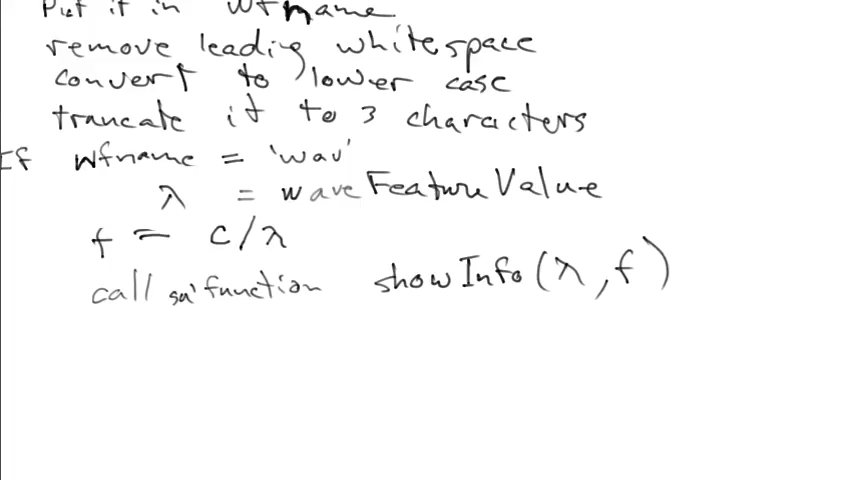 Put it in wfname
remove leading whitespace
convert to lower case
truncate it to 3 characters
If wfname = 'wav'
λ = waveFeatureValue
f = c/λ
call function showInfo(λ, f)